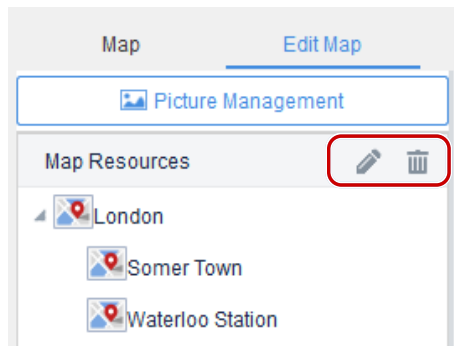 Map Edit Map
Picture Management
Map Resources
London
Somer Town
Waterloo Station